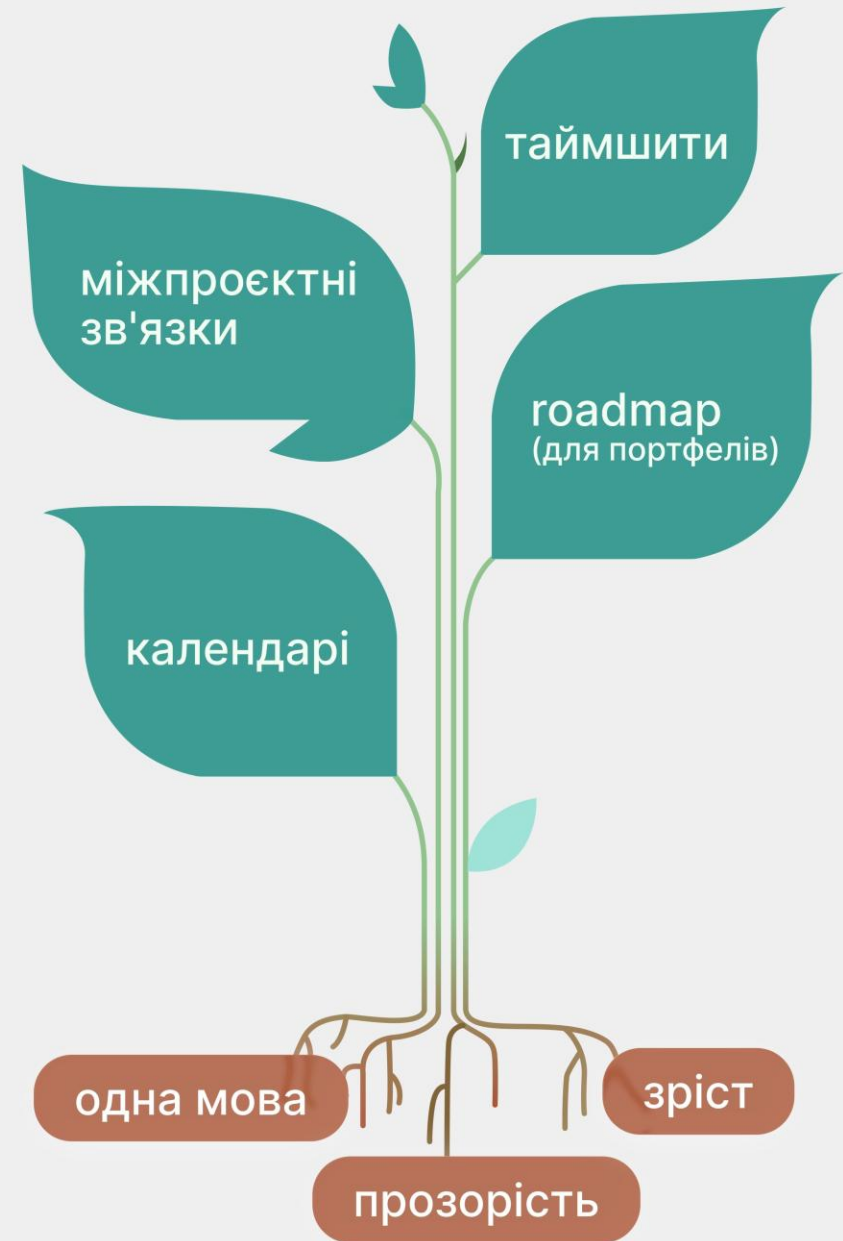 таймшити
міжпроєктні
зв'язки
roadmap
(для портфелів)
календарі
одна мова
зріст
прозорість